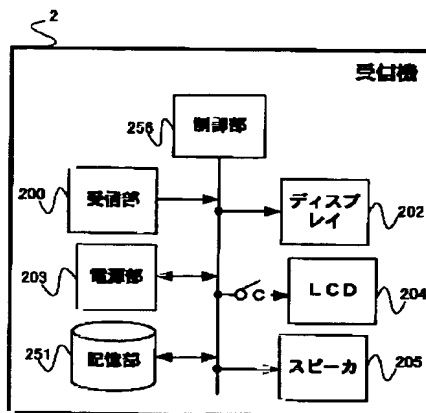 2
受信機
256
制御部
200
受信部
ディスプ
レイ
202
203
電源部
LCD
204
251
記憶部
スピーカ
205